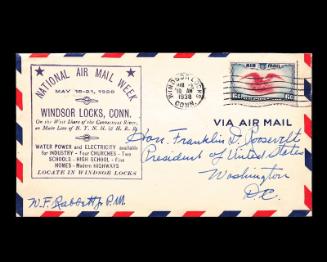 NATIONAL AIR MAIL WEEK
MAY 15-21, 1938
WINDSOR LOCKS, CONN.
On the West Shore of the Connecticut River,
on Main Line of N. Y. N. H. & H. R. R.
WATER POWER and ELECTRICITY available
for INDUSTRY - Four CHURCHES - Two
SCHOOLS - HIGH SCHOOL - Fine
HOMES - Modern HIGHWAYS
LOCATE IN WINDSOR LOCKS
WINDSOR LOCKS
10 AM
1938
CONN.
6¢
VIA AIR MAIL
Hon. Franklin D. Roosevelt
President of United States
Washington
D.C.
W.F. Rabbett P.M.